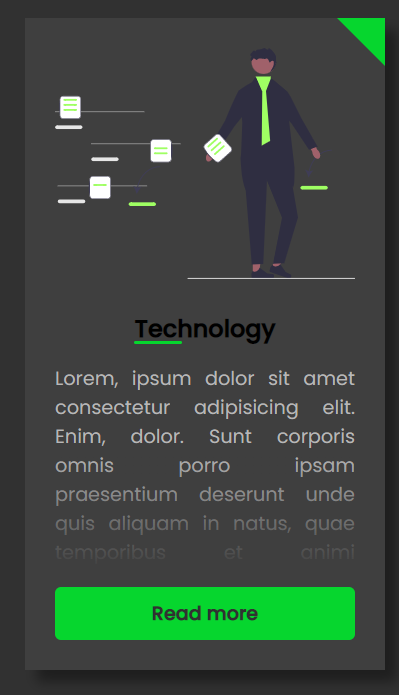 Technology
Lorem, ipsum dolor sit amet
consectetur adipisicing elit.
Enim, dolor. Sunt corporis
omnis porro ipsam
praesentium deserunt unde
quis aliquam in natus, quae
temporibus et animi
Read more